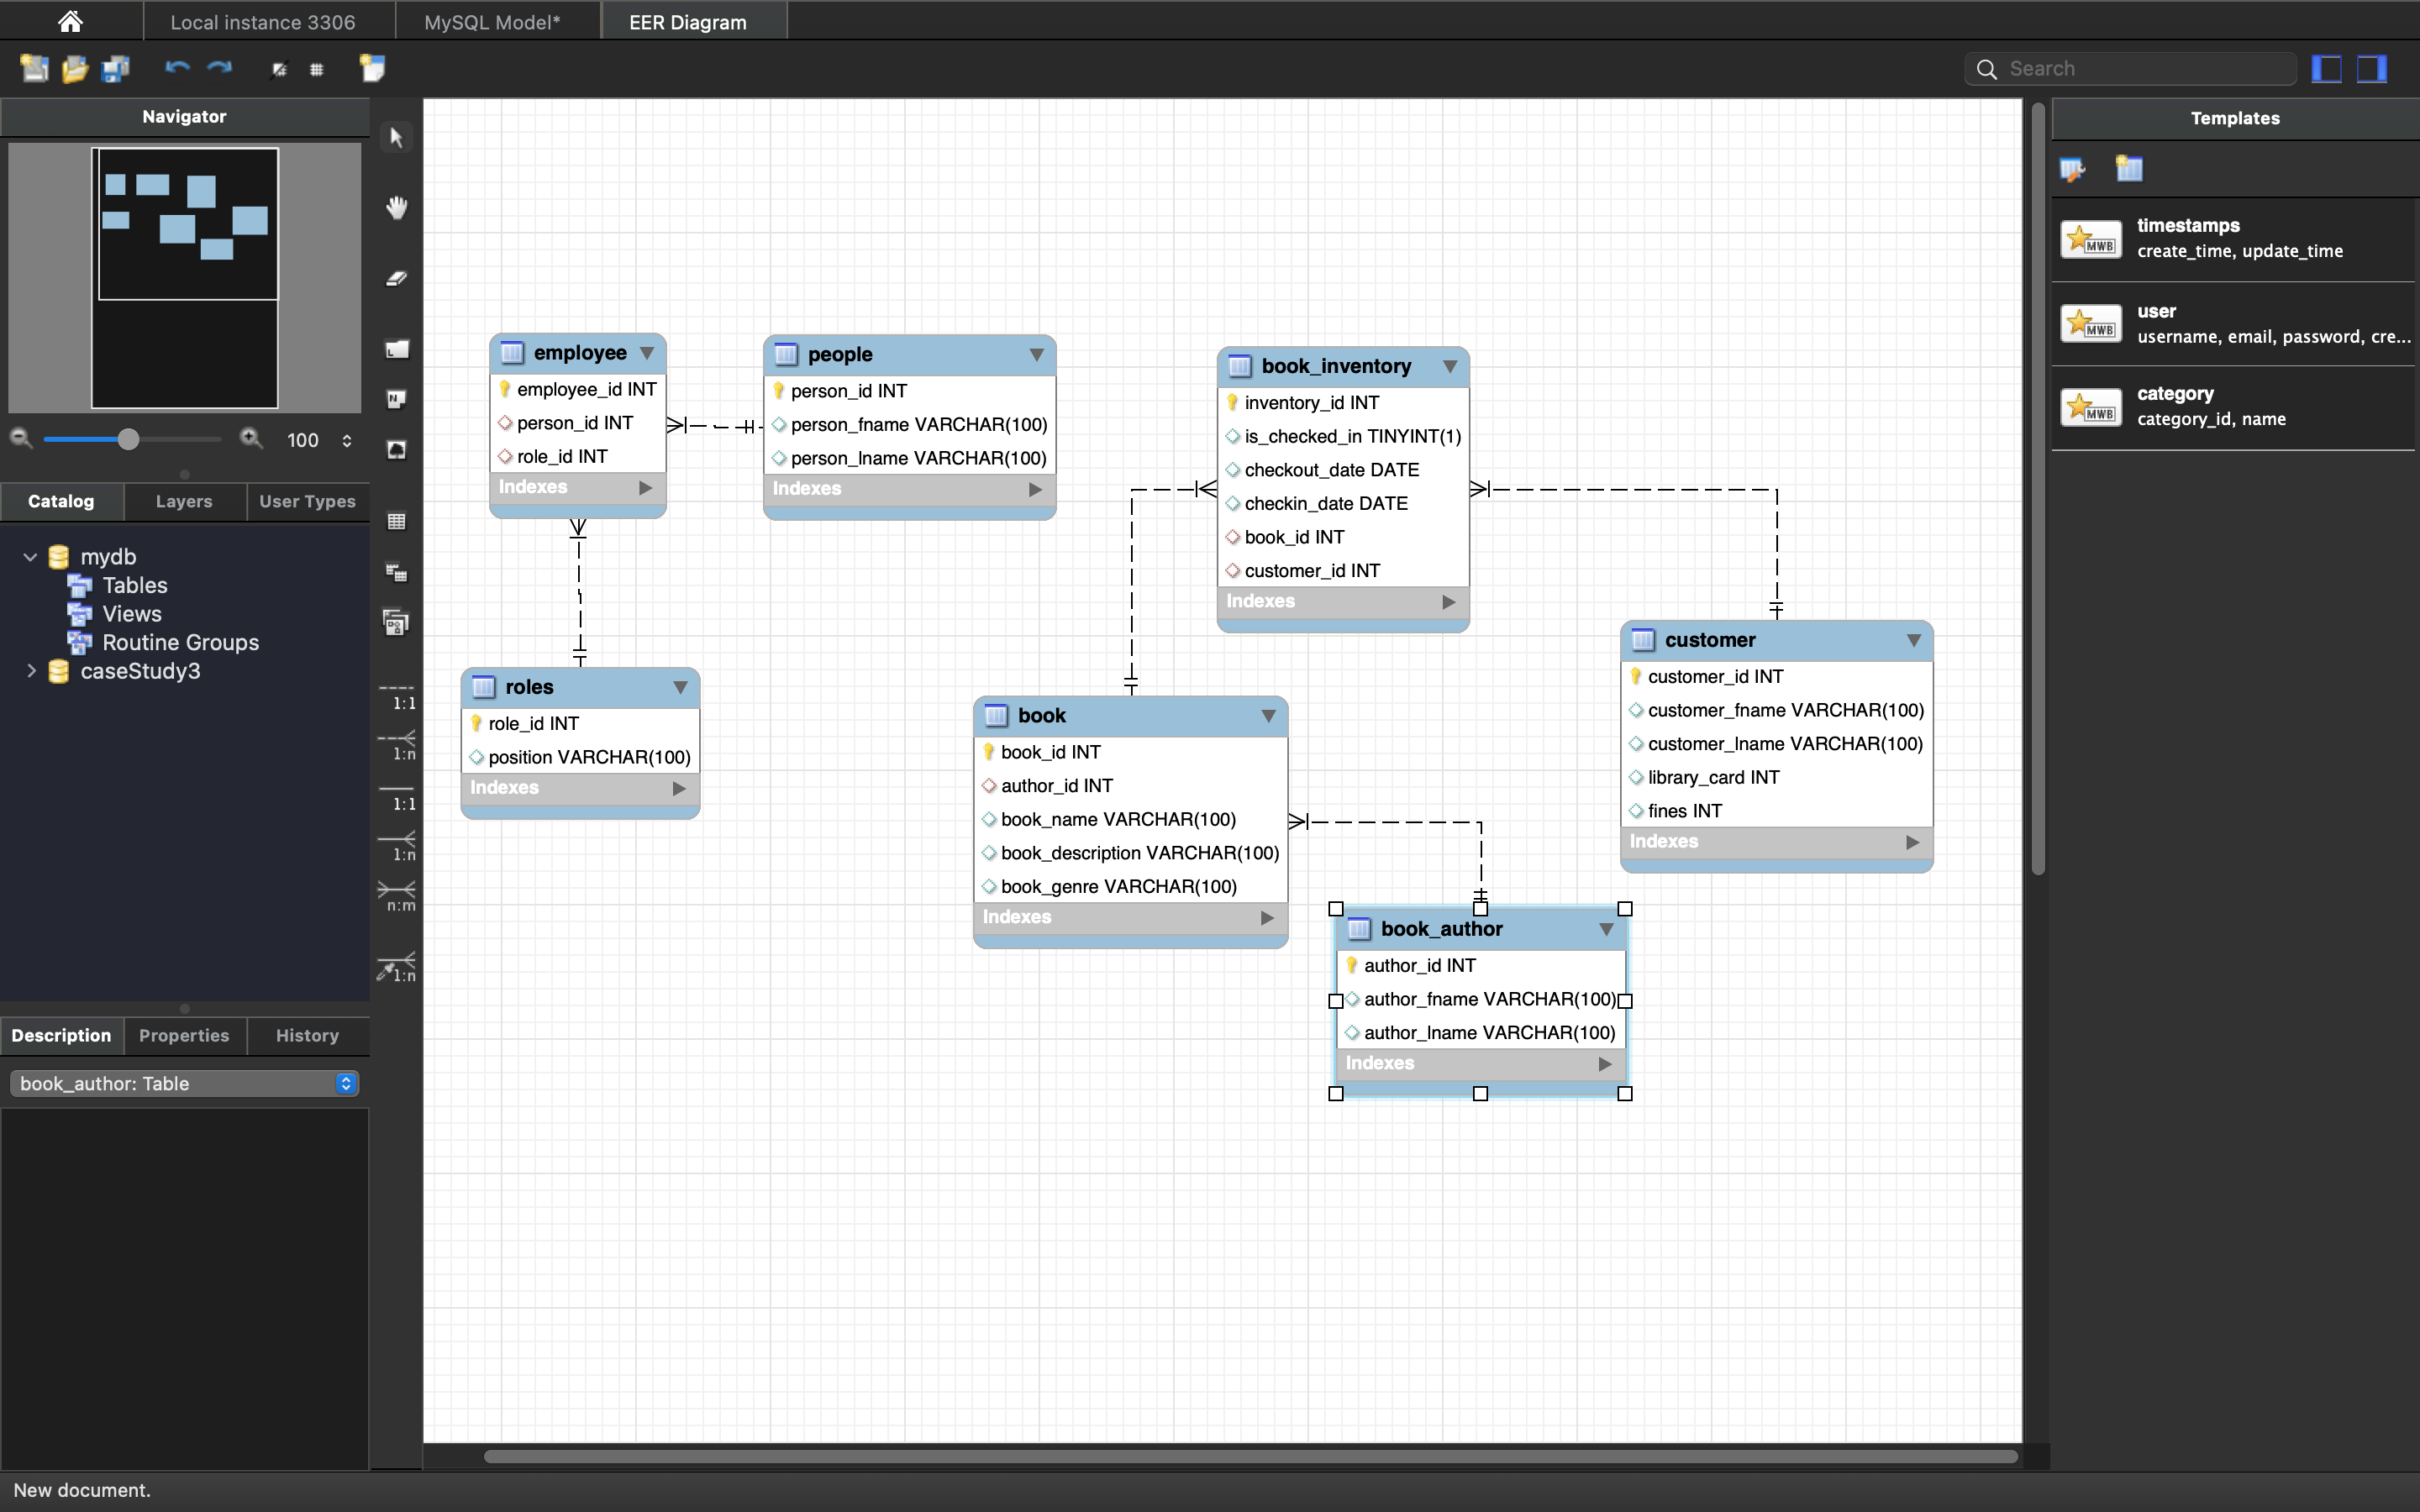 Local instance 3306
MySQL Model*
EER Diagram
Search
Navigator
100
Catalog
Layers
User Types
mydb
Tables
Views
Routine Groups
caseStudy3
Description
Properties
History
book_author: Table
New document.
1:1
1:n
1:1
1:n
n:m
1:n
employee
employee_id INT
person_id INT
role_id INT
Indexes
people
person_id INT
person_fname VARCHAR(100)
person_lname VARCHAR(100)
Indexes
book_inventory
inventory_id INT
is_checked_in TINYINT(1)
checkout_date DATE
checkin_date DATE
book_id INT
customer_id INT
Indexes
roles
role_id INT
position VARCHAR(100)
Indexes
book
book_id INT
author_id INT
book_name VARCHAR(100)
book_description VARCHAR(100)
book_genre VARCHAR(100)
Indexes
customer
customer_id INT
customer_fname VARCHAR(100)
customer_lname VARCHAR(100)
library_card INT
fines INT
Indexes
book_author
author_id INT
author_fname VARCHAR(100)
author_lname VARCHAR(100)
Indexes
Templates
MWB
timestamps
create_time, update_time
MWB
user
username, email, password, cre...
MWB
category
category_id, name